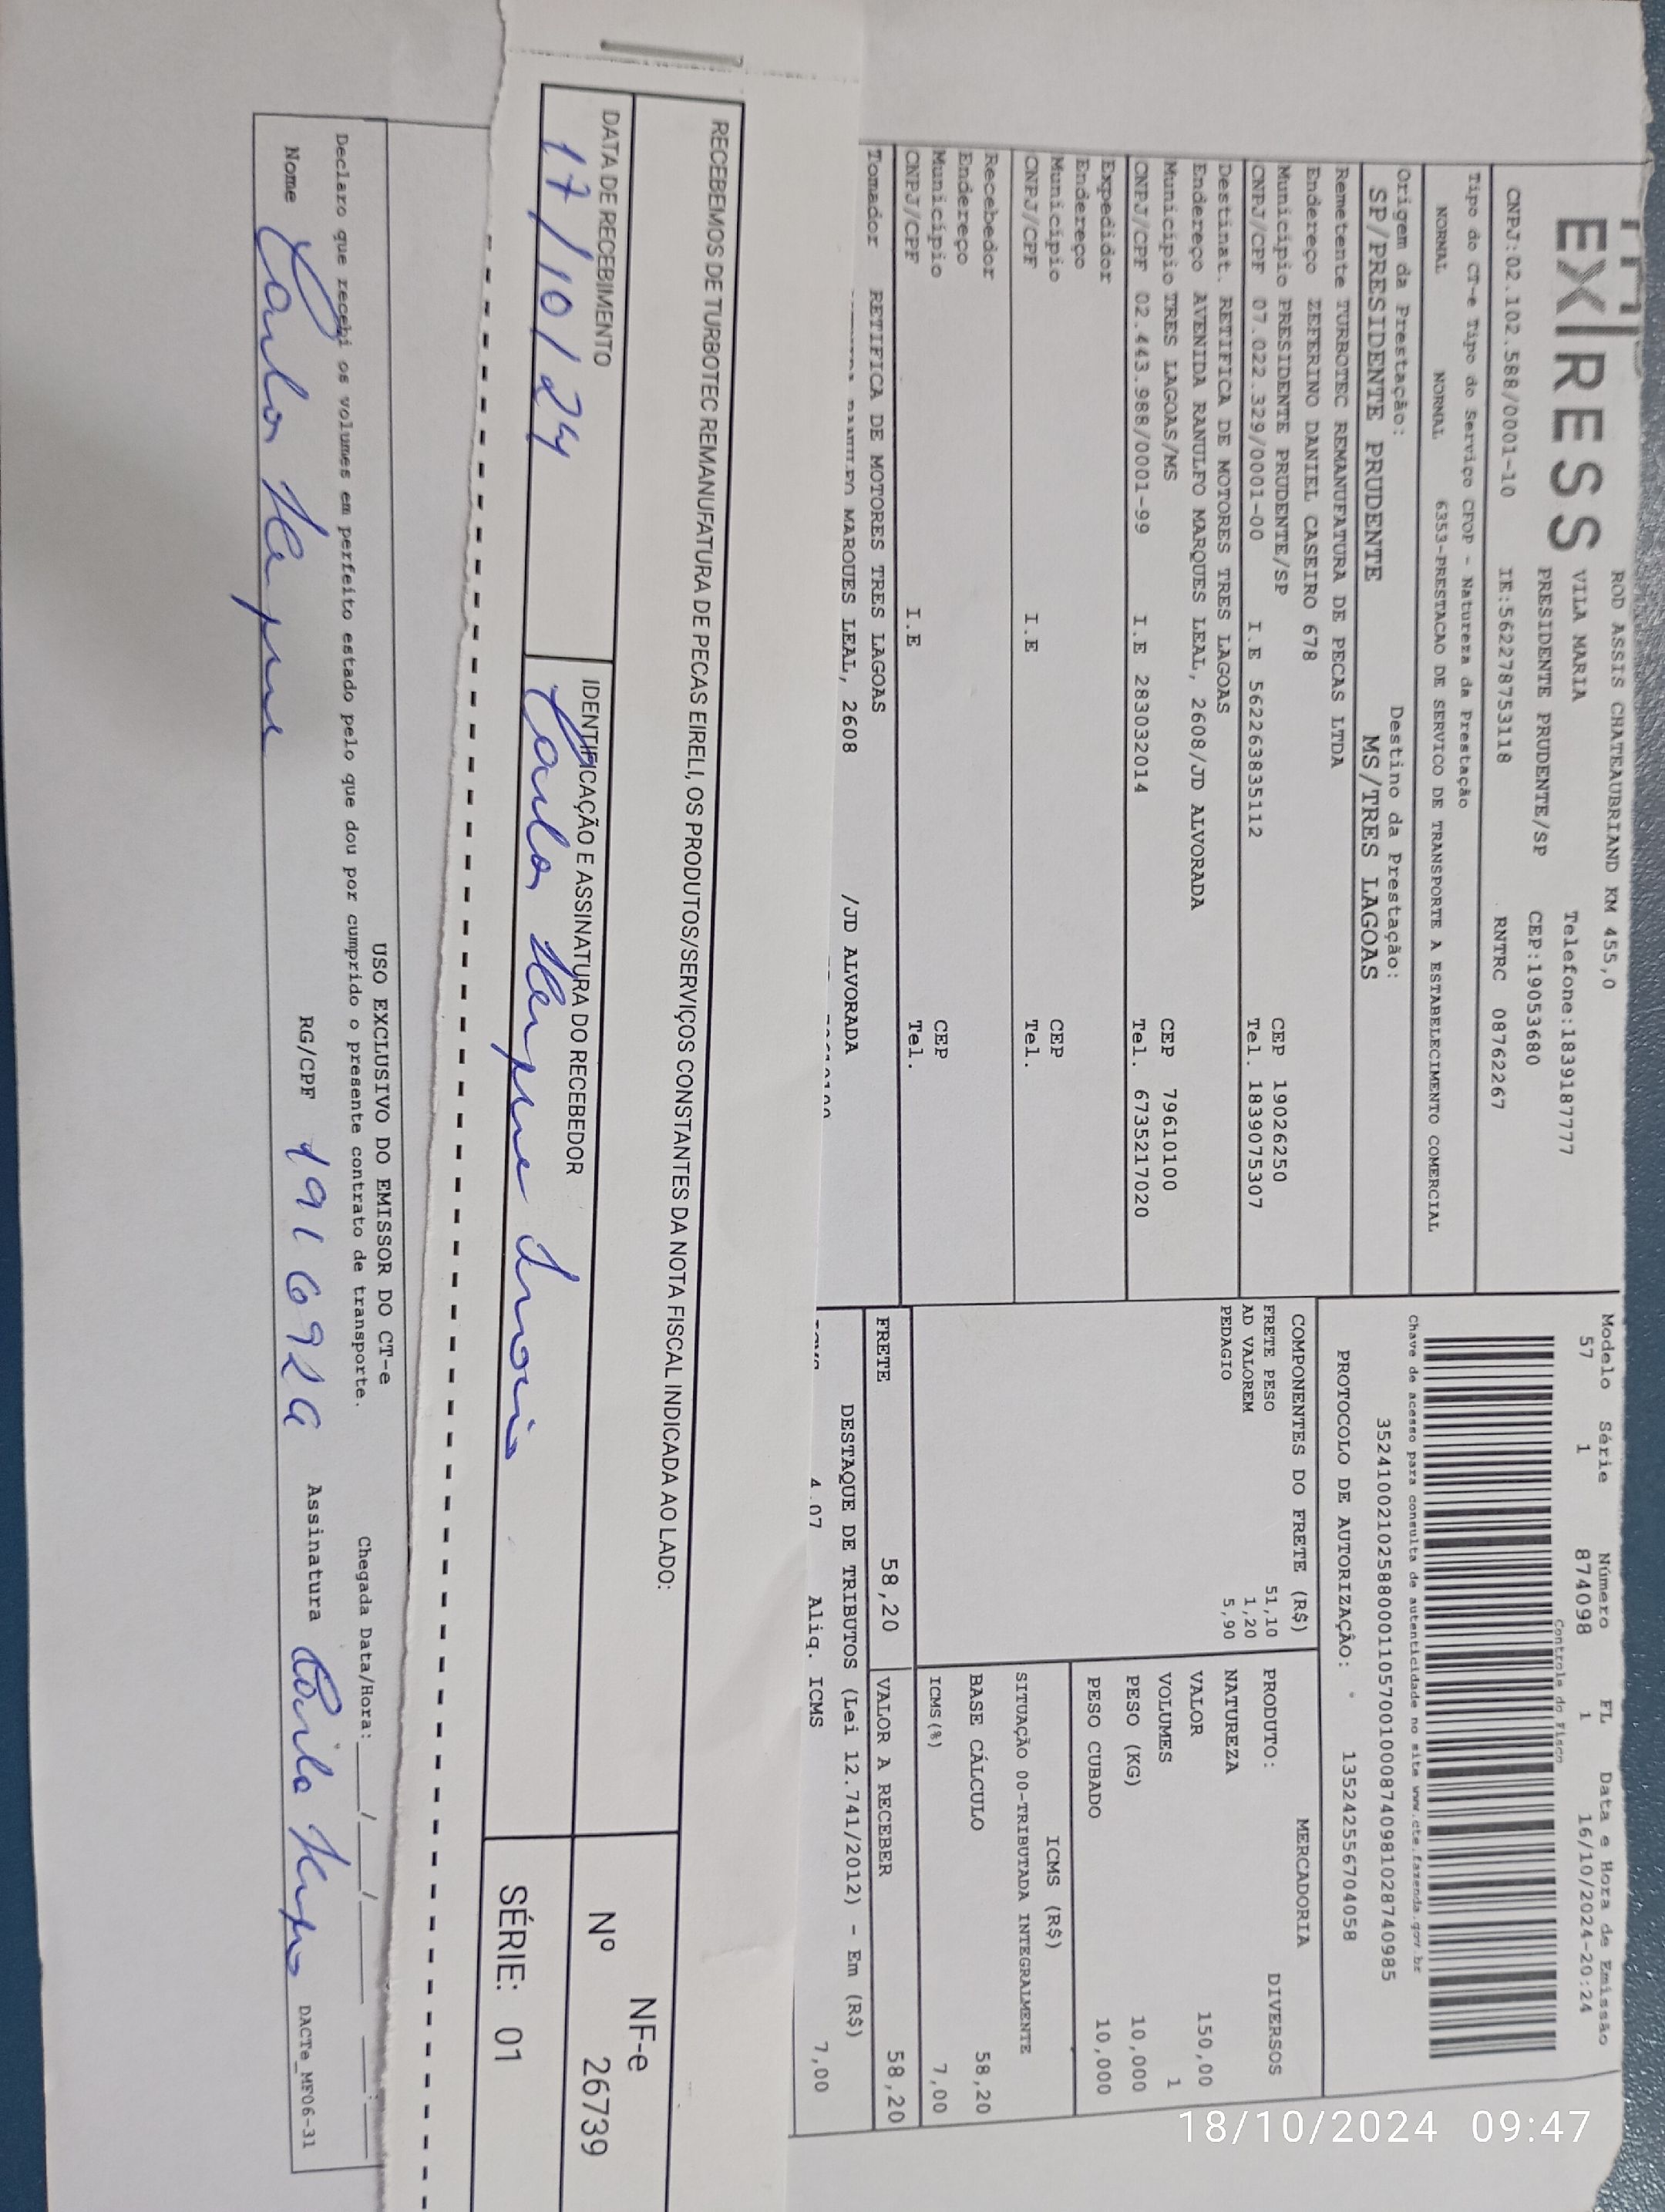 EXPRESS
ROD ASSIS CHATEAUBRIAND KM 455,0
VILA MARIA Telefone:1839187777
PRESIDENTE PRUDENTE/SP CEP:19053680
CNPJ:02.102.588/0001-10 IE:562278753118 RNTRC 08762267
Tipo do CT-e Tipo do Serviço CFOP - Natureza da Prestação
NORMAL NORMAL 6353-PRESTACAO DE SERVICO DE TRANSPORTE A ESTABELECIMENTO COMERCIAL
Origem da Prestação: Destino da Prestação:
SP/PRESIDENTE PRUDENTE MS/TRES LAGOAS
Remetente TURBOTEC REMANUFATURA DE PECAS LTDA
Endereço ZEFERINO DANIEL CASEIRO 678
Município PRESIDENTE PRUDENTE/SP CEP 19026250
CNPJ/CPF 07.022.329/0001-00 I.E 562263835112 Tel. 1839075307
Destinat. RETIFICA DE MOTORES TRES LAGOAS
Endereço AVENIDA RANULFO MARQUES LEAL, 2608/JD ALVORADA
Município TRES LAGOAS/MS CEP 79610100
CNPJ/CPF 02.443.988/0001-99 I.E 283032014 Tel. 6735217020
Expedidor
Endereço
Município CEP
CNPJ/CPF I.E Tel.
Recebedor
Endereço
Município CEP
CNPJ/CPF I.E Tel.
Tomador RETIFICA DE MOTORES TRES LAGOAS
MARQUES LEAL, 2608 /JD ALVORADA
Modelo Série Número FL Data e Hora de Emissão
57 1 874098 1 16/10/2024-20:24
Controle do Fisco
Chave de acesso para consulta de autenticidade no site www.cte.fazenda.gov.br
35241002102588000110570010008740981028740985
PROTOCOLO DE AUTORIZAÇÃO: 135242556704058
COMPONENTES DO FRETE (R$)
FRETE PESO 51,10
AD VALOREM 1,20
PEDAGIO 5,90
MERCADORIA
PRODUTO: DIVERSOS
NATUREZA
VALOR 150,00
VOLUMES 1
PESO (KG) 10,000
PESO CUBADO 10,000
ICMS (R$)
SITUAÇÃO 00-TRIBUTADA INTEGRALMENTE
BASE CÁLCULO 58,20
ICMS(%) 7,00
FRETE 58,20 VALOR A RECEBER 58,20
DESTAQUE DE TRIBUTOS (Lei 12.741/2012) - Em (R$)
4,07 Aliq. ICMS 7,00
RECEBEMOS DE TURBOTEC REMANUFATURA DE PECAS EIRELI, OS PRODUTOS/SERVIÇOS CONSTANTES DA NOTA FISCAL INDICADA AO LADO:
DATA DE RECEBIMENTO IDENTIFICAÇÃO E ASSINATURA DO RECEBEDOR
17/10/24 Carlos Henrique
NF-e
Nº 26739
SÉRIE: 01
USO EXCLUSIVO DO EMISSOR DO CT-e
Declaro que recebi os volumes em perfeito estado pelo que dou por cumprido o presente contrato de transporte. Chegada Data/Hora: / / :
Nome Carlos Henrique RG/CPF Assinatura Carlos DACTe_MF06-31
18/10/2024 09:47